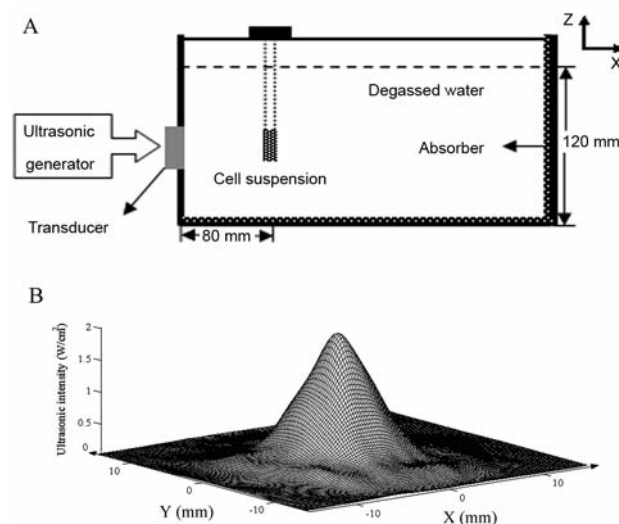 A
Z
X
Degassed water
Ultrasonic
generator
Absorber
120 mm
Cell suspension
Transducer
80 mm
B
Ultrasonic intensity (W/cm²)
2
1.5
1
0.5
0
10
0
-10
Y (mm)
-10
0
10
X (mm)